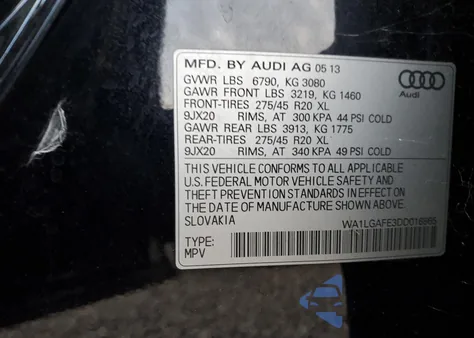 MFD. BY AUDI AG 05 13
GVWR LBS 6790, KG 3080
GAWR FRONT LBS 3219, KG 1460
FRONT-TIRES 275/45 R20 XL
9JX20 RIMS, AT 300 KPA 44 PSI COLD
GAWR REAR LBS 3913, KG 1775
REAR-TIRES 275/45 R20 XL
9JX20 RIMS, AT 340 KPA 49 PSI COLD
Audi
THIS VEHICLE CONFORMS TO ALL APPLICABLE
U.S. FEDERAL MOTOR VEHICLE SAFETY AND
THEFT PREVENTION STANDARDS IN EFFECT ON
THE DATE OF MANUFACTURE SHOWN ABOVE.
SLOVAKIA
TYPE:
MPV